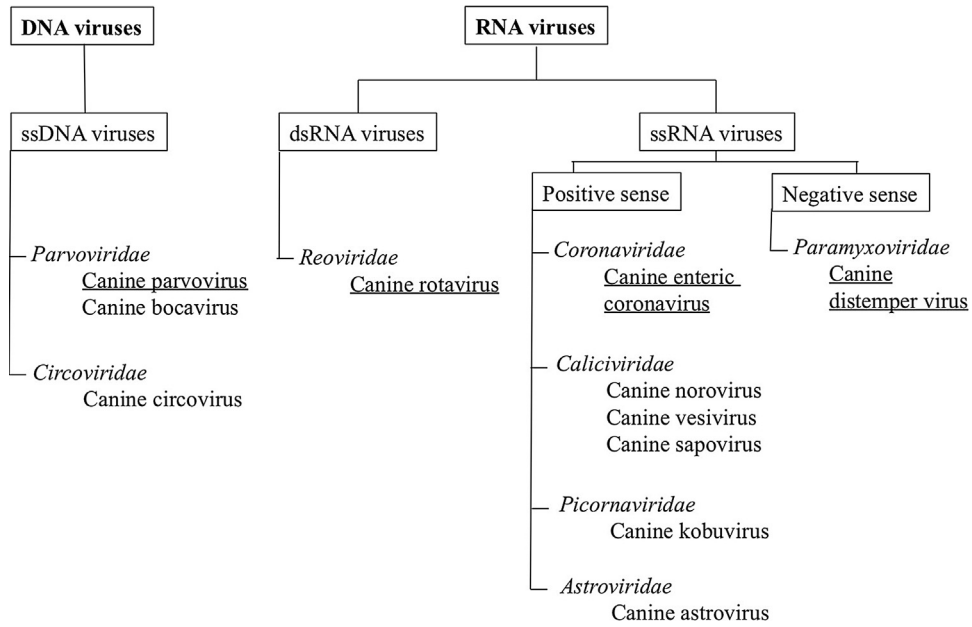 DNA viruses
ssDNA viruses
Parvoviridae
Canine parvovirus
Canine bocavirus
Circoviridae
Canine circovirus
RNA viruses
dsRNA viruses
Reoviridae
Canine rotavirus
ssRNA viruses
Positive sense
Coronaviridae
Canine enteric
coronavirus
Caliciviridae
Canine norovirus
Canine vesivirus
Canine sapovirus
Picornaviridae
Canine kobuvirus
Astroviridae
Canine astrovirus
Negative sense
Paramyxoviridae
Canine
distemper virus